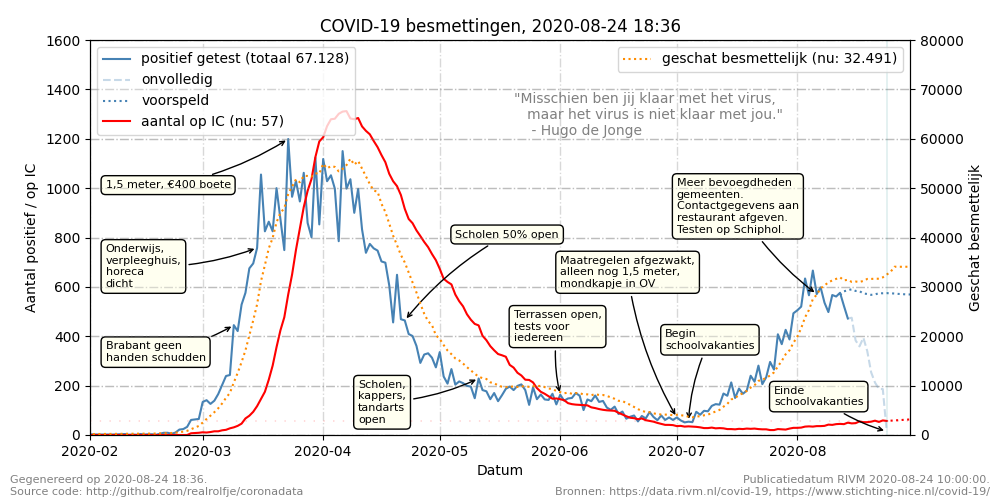 COVID-19 besmettingen, 2020-08-24 18:36
1600
1400
1200
1000
800
600
400
200
0
Aantal positief / op IC
80000
70000
60000
50000
40000
30000
20000
10000
0
Geschat besmettelijk
positief getest (totaal 67.128)
onvolledig
voorspeld
aantal op IC (nu: 57)
geschat besmettelijk (nu: 32.491)
"Misschien ben jij klaar met het virus,
maar het virus is niet klaar met jou."
- Hugo de Jonge
1,5 meter, €400 boete
Onderwijs,
verpleeghuis,
horeca
dicht
Brabant geen
handen schudden
Scholen 50% open
Scholen,
kappers,
tandarts
open
Terrassen open,
tests voor
iedereen
Maatregelen afgezwakt,
alleen nog 1,5 meter,
mondkapje in OV
Meer bevoegdheden
gemeenten.
Contactgegevens aan
restaurant afgeven.
Testen op Schiphol.
Begin
schoolvakanties
Einde
schoolvakanties
2020-02
2020-03
2020-04
2020-05
2020-06
2020-07
2020-08
Datum
Gegenereerd op 2020-08-24 18:36.
Source code: http://github.com/realrolfje/coronadata
Publicatiedatum RIVM 2020-08-24 10:00:00.
Bronnen: https://data.rivm.nl/covid-19, https://www.stichting-nice.nl/covid-19/